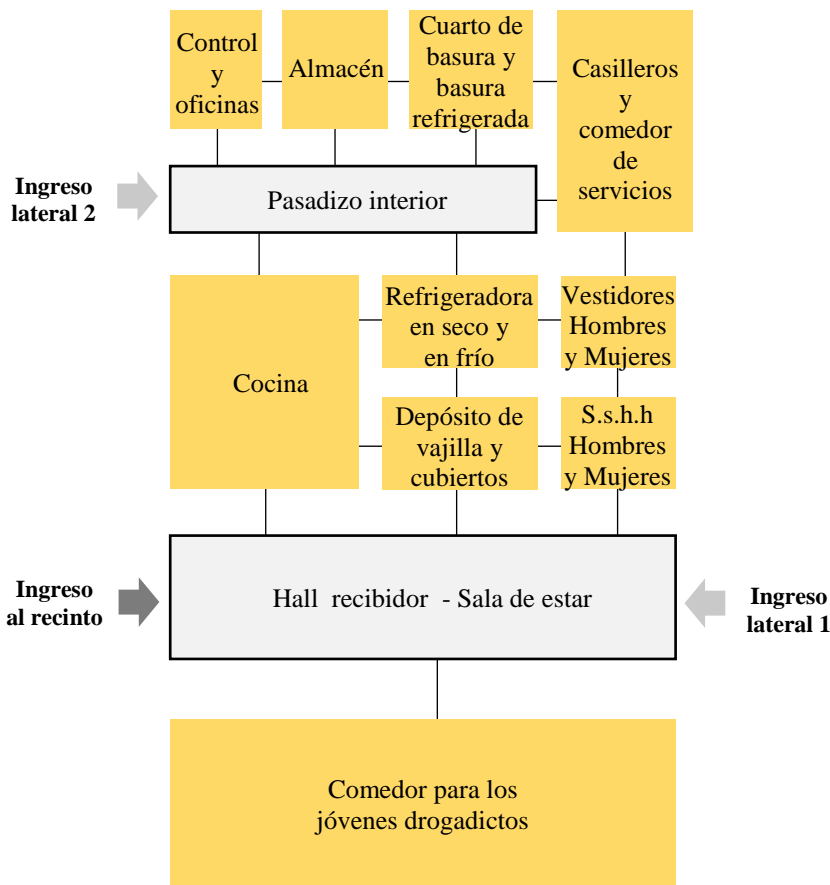 Control
y
oficinas
Almacén
Cuarto de
basura y
basura
refrigerada
Casilleros
y
comedor
de
servicios
Ingreso
lateral 2
Pasadizo interior
Cocina
Refrigeradora
en seco y
en frío
Vestidores
Hombres
y Mujeres
Depósito de
vajilla y
cubiertos
S.s.h.h
Hombres
y Mujeres
Ingreso
al recinto
Hall recibidor - Sala de estar
Ingreso
lateral 1
Comedor para los
jóvenes drogadictos